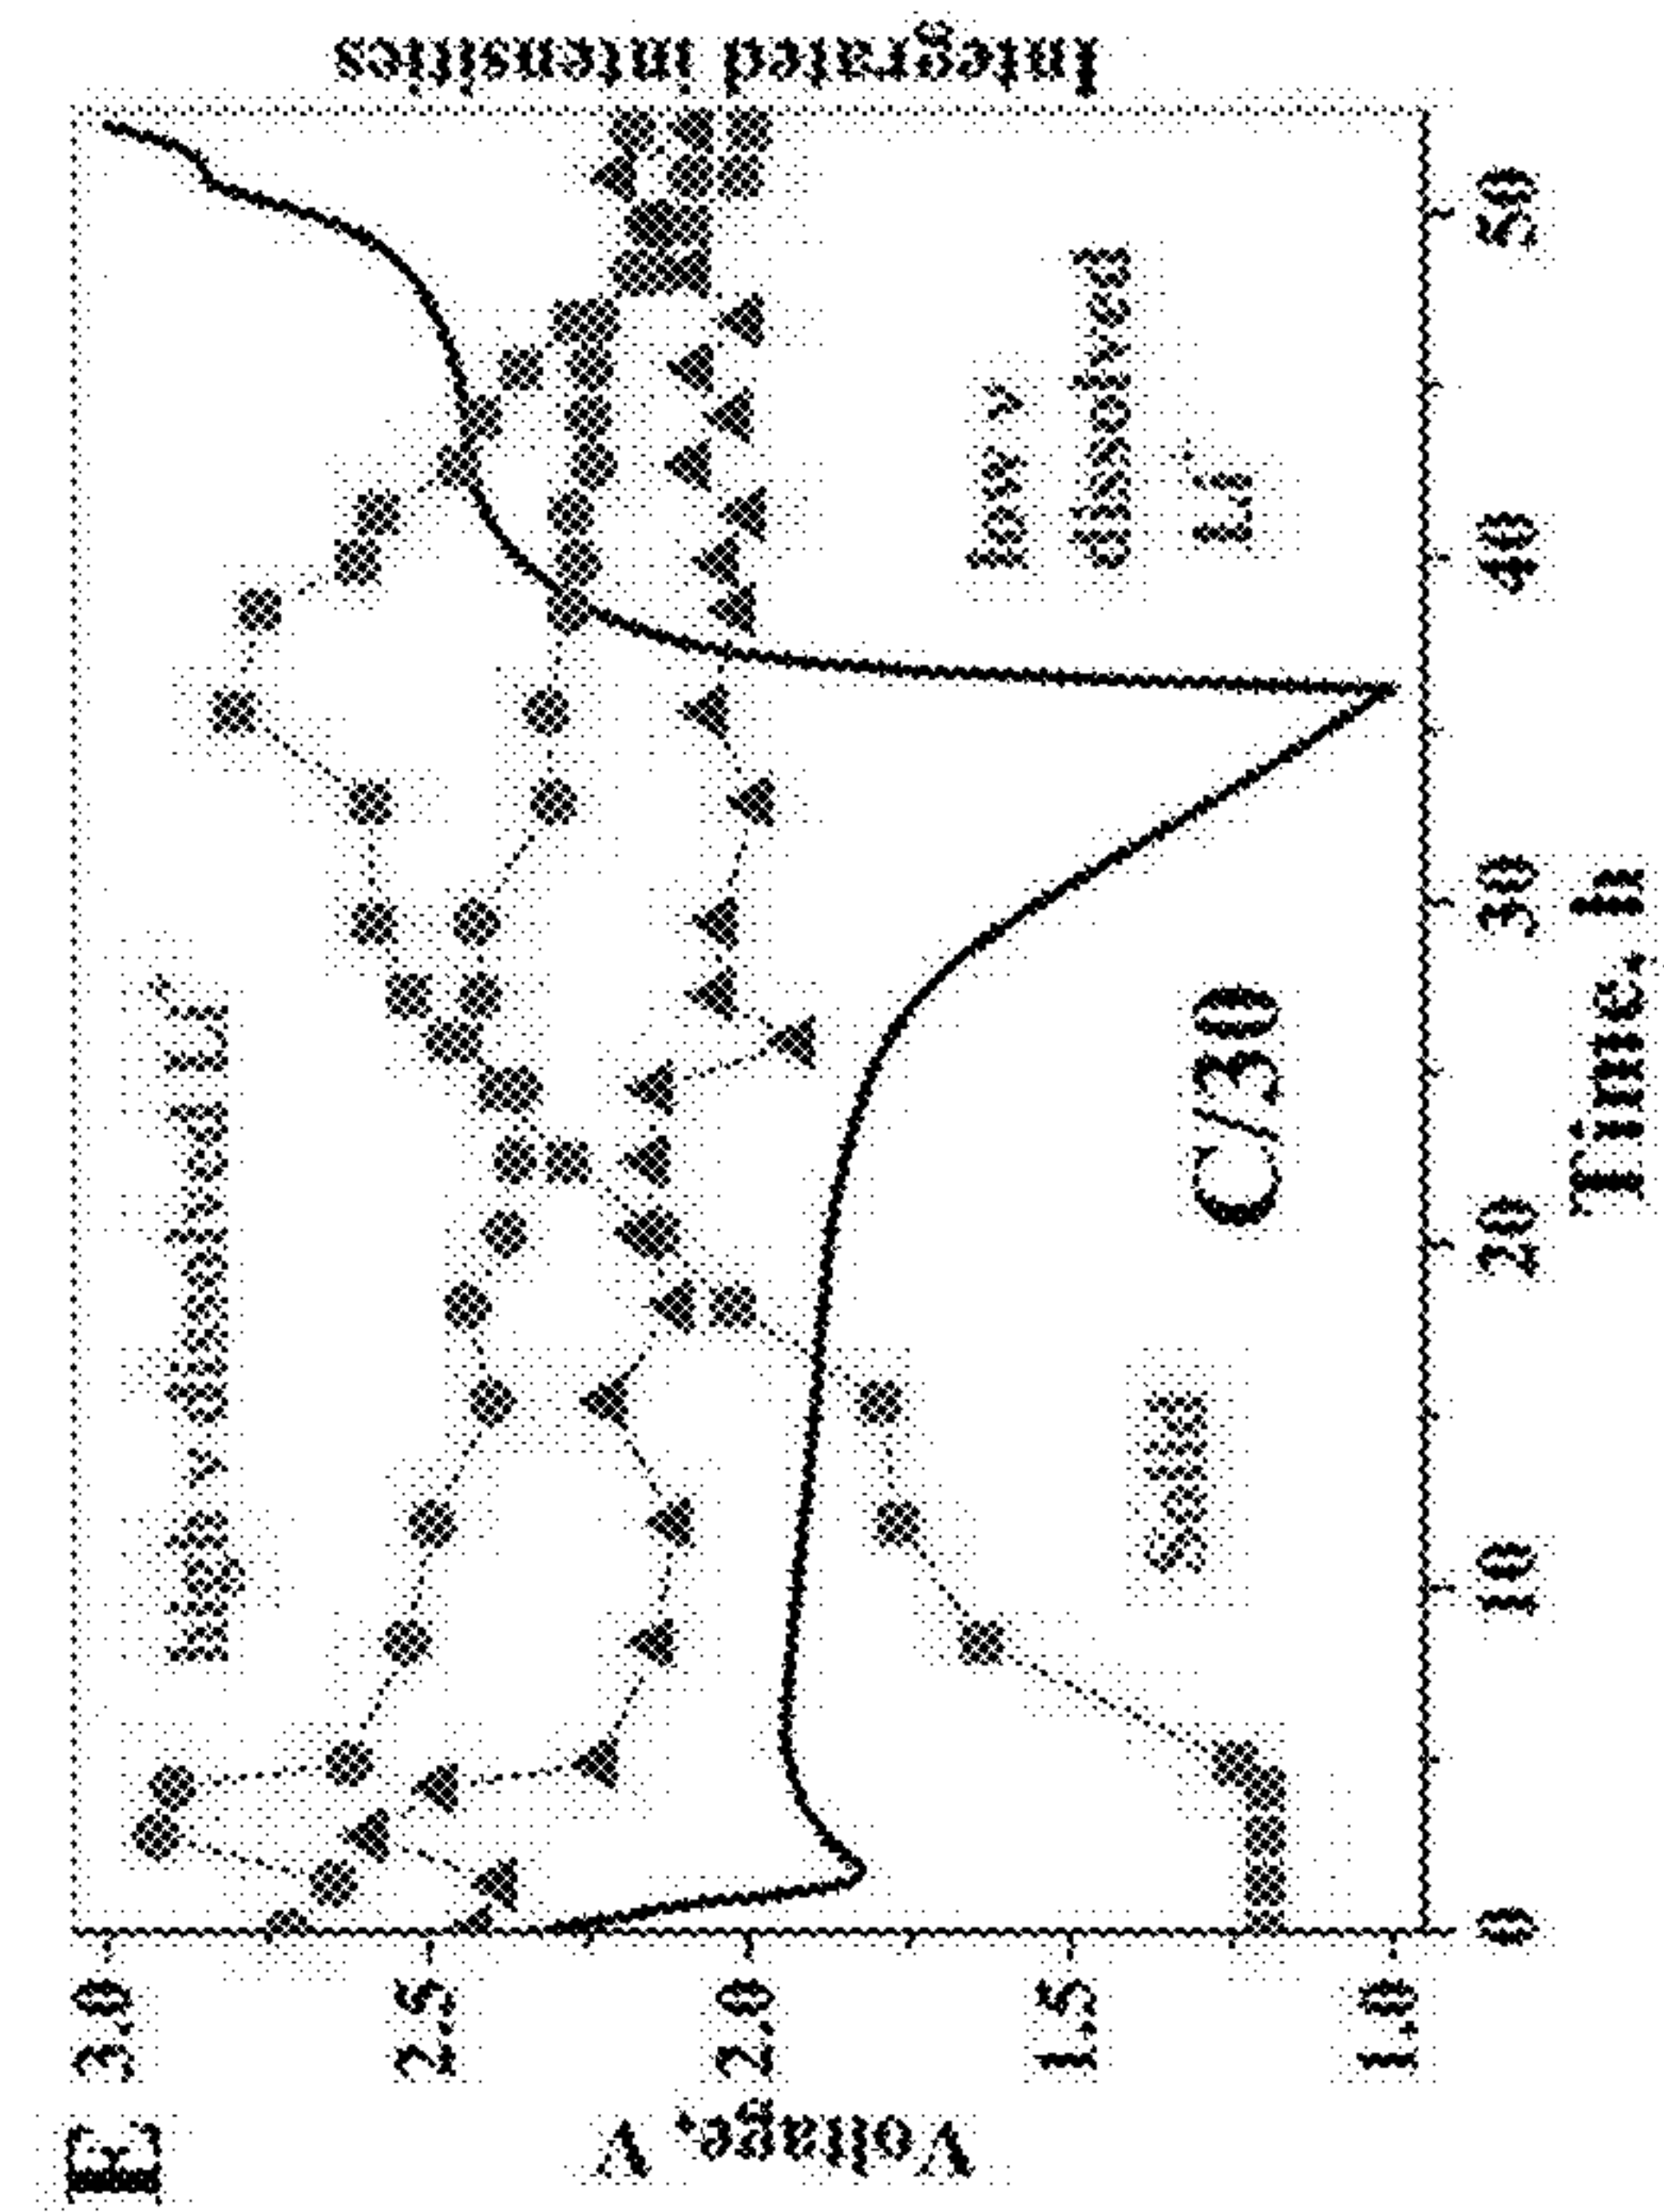 E
high ν dissolved Li⁺
low ν
dissolved
Li⁺
Solid
C/30
3.0
2.5
2.0
1.5
1.0
Voltage, V
Integrated intensities
0
10
20
30
40
50
Time, h